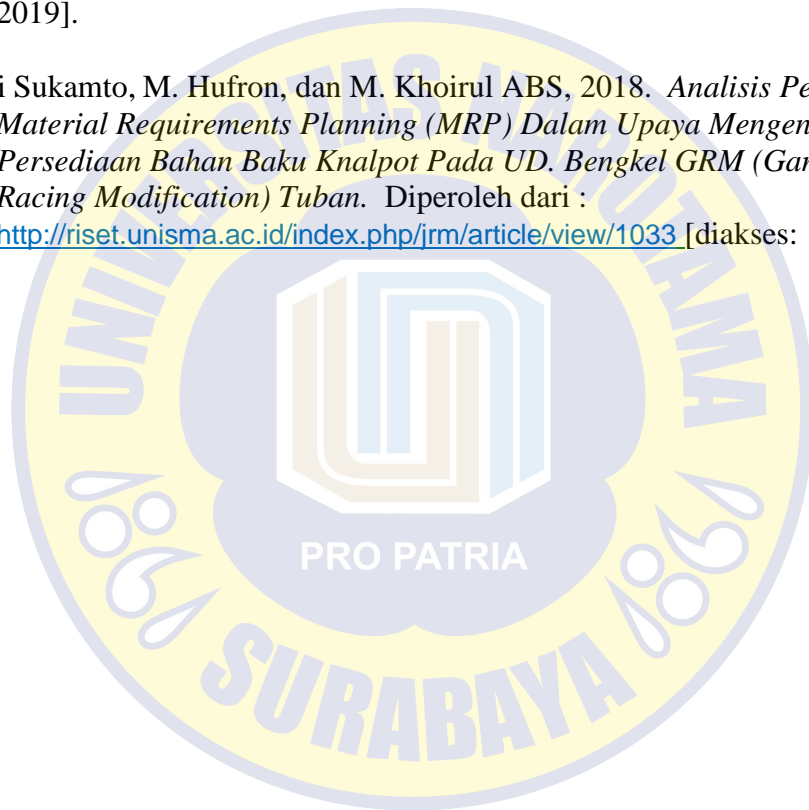 2019].
i Sukamto, M. Hufron, dan M. Khoirul ABS, 2018. Analisis Pe
Material Requirements Planning (MRP) Dalam Upaya Mengen
Persediaan Bahan Baku Knalpot Pada UD. Bengkel GRM (Gar
Racing Modification) Tuban. Diperoleh dari :
http://riset.unisma.ac.id/index.php/jrm/article/view/1033 [diakses:
UNIVERSITAS NAROTAMA
PRO PATRIA
SURABAYA